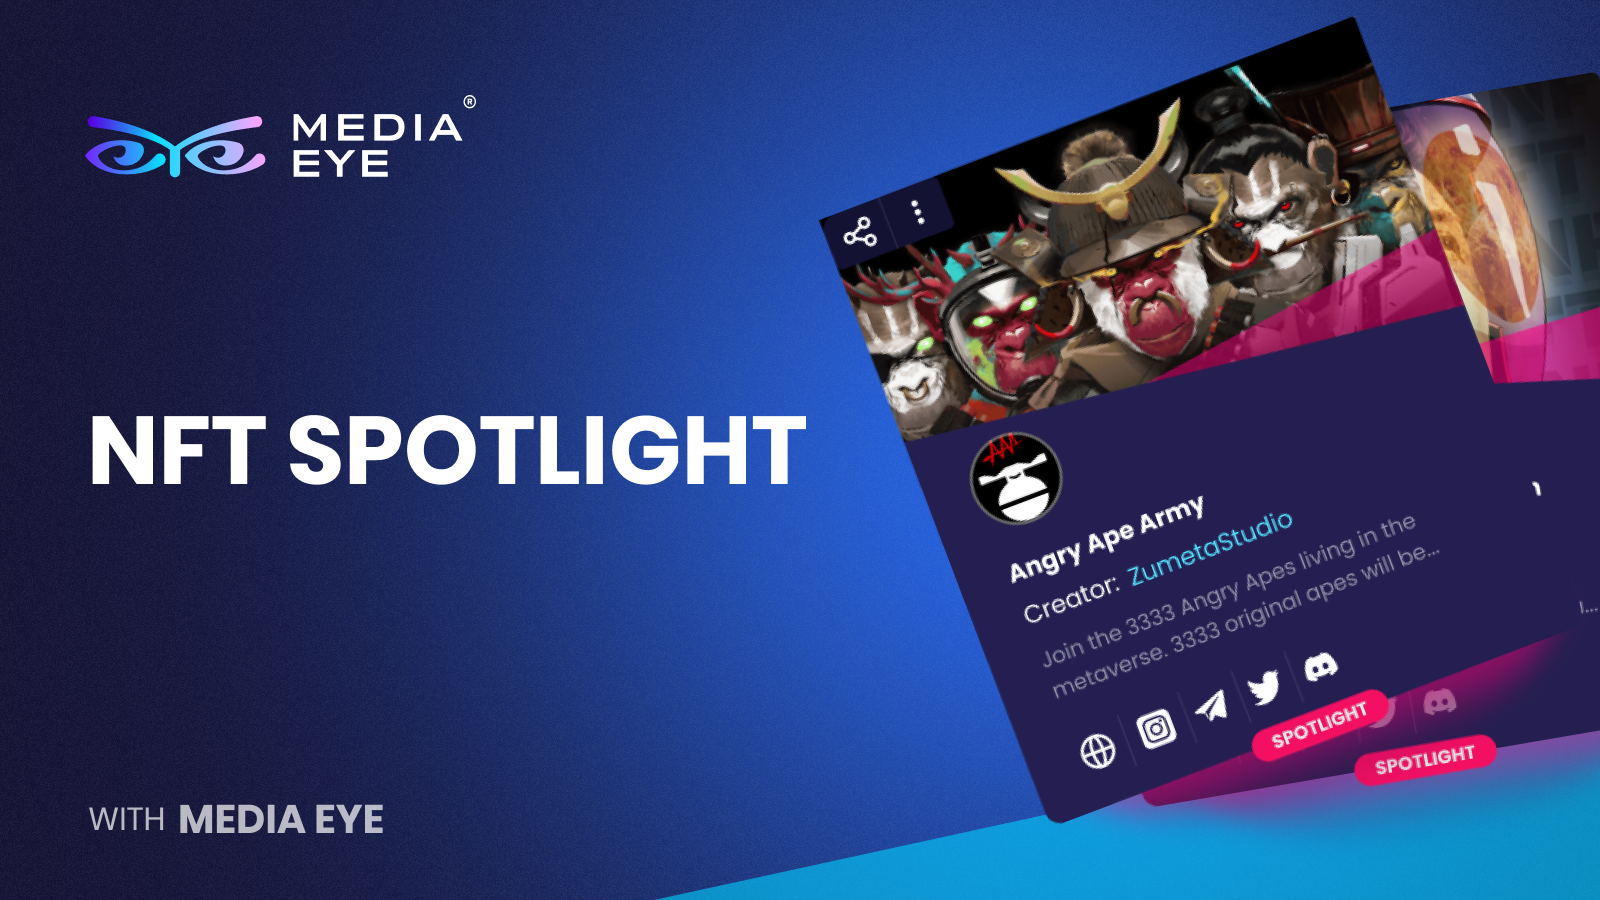 MEDIA
EYE
®
NFT SPOTLIGHT
WITH MEDIA EYE
AAA
Angry Ape Army
Creator: ZumetaStudio
Join the 3333 Angry Apes living in the
metaverse. 3333 original apes will be...
SPOTLIGHT
SPOTLIGHT